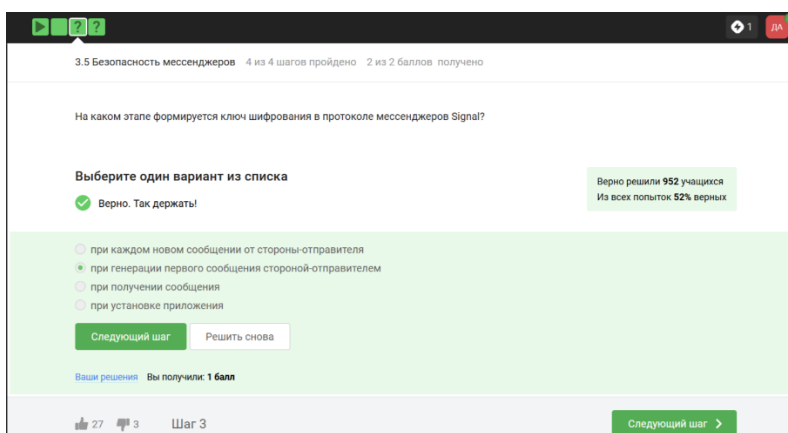 ? ?
1
ДА
3.5 Безопасность мессенджеров 4 из 4 шагов пройдено 2 из 2 баллов получено
На каком этапе формируется ключ шифрования в протоколе мессенджеров Signal?
Выберите один вариант из списка
Верно. Так держать!
Верно решили 952 учащихся
Из всех попыток 52% верных
при каждом новом сообщении от стороны-отправителя
при генерации первого сообщения стороной-отправителем
при получении сообщения
при установке приложения
Следующий шаг Решить снова
Ваши решения Вы получили: 1 балл
27 3 Шаг 3 Следующий шаг